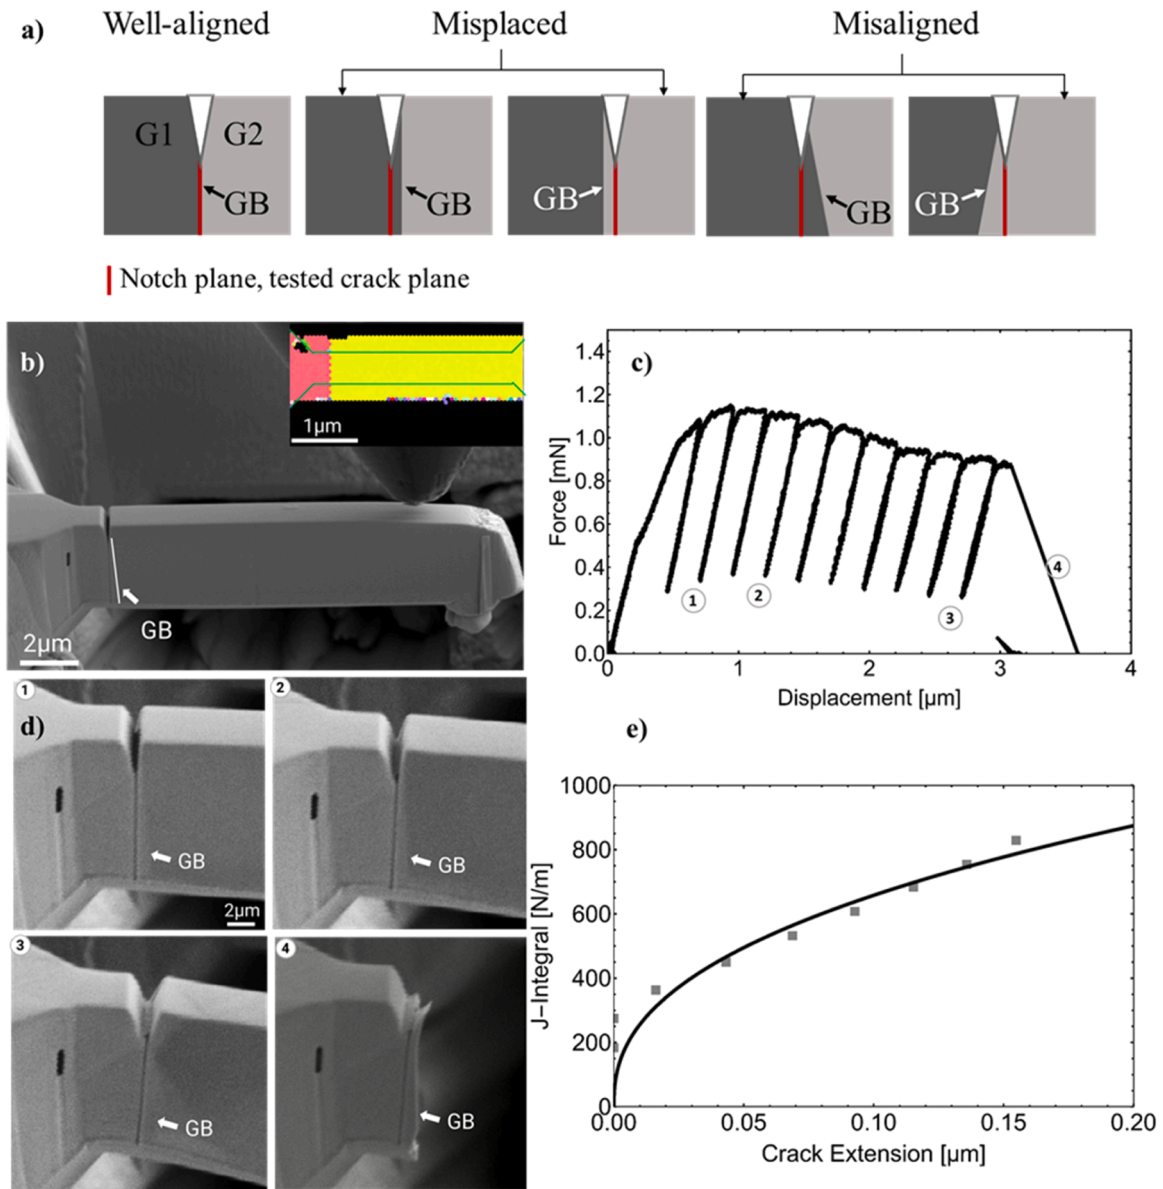 a)
Well-aligned
Misplaced
Misaligned
G1
G2
GB
GB
GB
GB
GB
Notch plane, tested crack plane
b)
1µm
GB
2µm
c)
1.4
1.2
1.0
0.8
0.6
0.4
0.2
0.0
Force [mN]
1
2
3
4
0 1 2 3 4
Displacement [µm]
d)
1
GB
2µm
2
GB
3
GB
4
GB
e)
1000
800
600
400
200
0
J-Integral [N/m]
0.00 0.05 0.10 0.15 0.20
Crack Extension [µm]